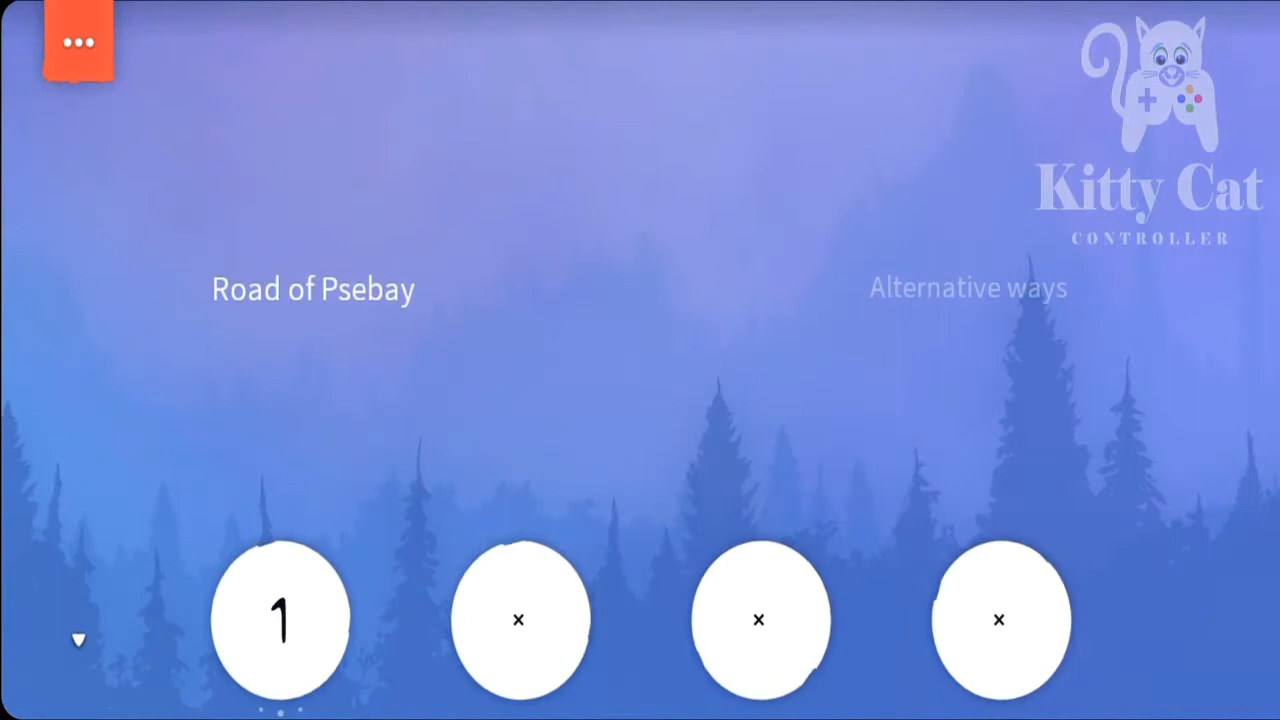 Kitty Cat
CONTROLLER
Road of Psebay
Alternative ways
1
×
×
×